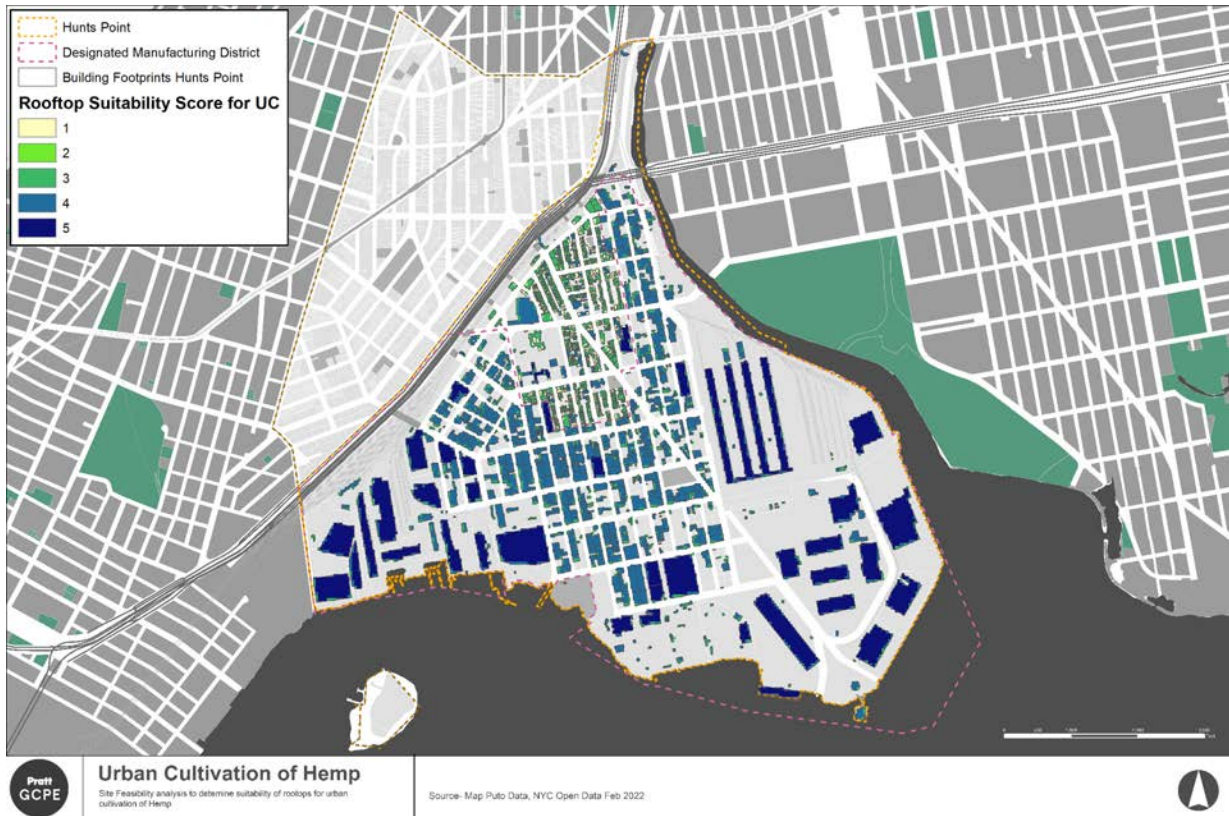 Hunts Point
Designated Manufacturing District
Building Footprints Hunts Point
Rooftop Suitability Score for UC
1
2
3
4
5
Pratt
GCPE
Urban Cultivation of Hemp
Site Feasibility analysis to determine suitability of rooftops for urban
cultivation of Hemp
Source- Map Puto Data, NYC Open Data Feb 2022